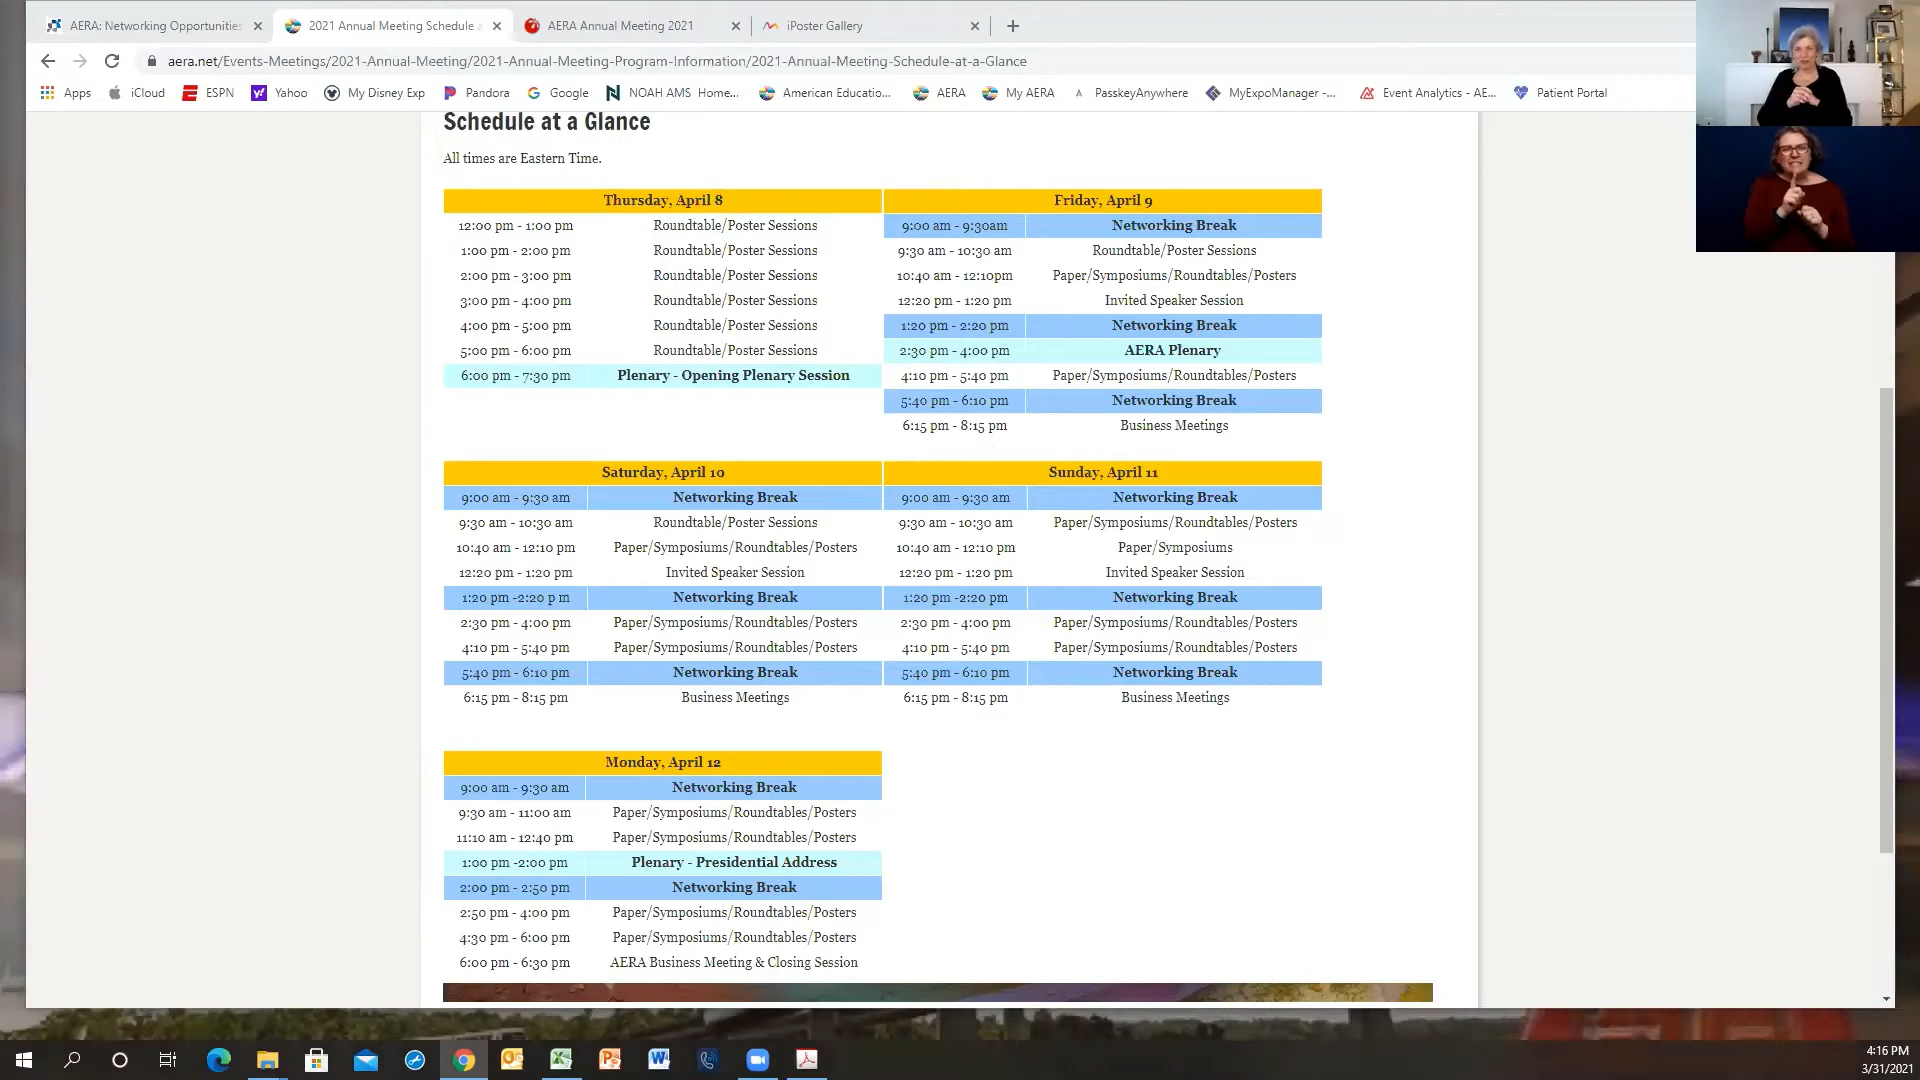 AERA: Networking Opportunities
2021 Annual Meeting Schedule a
AERA Annual Meeting 2021
iPoster Gallery
aera.net/Events-Meetings/2021-Annual-Meeting/2021-Annual-Meeting-Program-Information/2021-Annual-Meeting-Schedule-at-a-Glance
Apps iCloud ESPN Yahoo My Disney Exp Pandora Google NOAH AMS Home... American Educatio... AERA My AERA PasskeyAnywhere MyExpoManager -... Event Analytics - AE... Patient Portal
Schedule at a Glance
All times are Eastern Time.
Thursday, April 8
12:00 pm - 1:00 pm Roundtable/Poster Sessions
1:00 pm - 2:00 pm Roundtable/Poster Sessions
2:00 pm - 3:00 pm Roundtable/Poster Sessions
3:00 pm - 4:00 pm Roundtable/Poster Sessions
4:00 pm - 5:00 pm Roundtable/Poster Sessions
5:00 pm - 6:00 pm Roundtable/Poster Sessions
6:00 pm - 7:30 pm Plenary - Opening Plenary Session
Friday, April 9
9:00 am - 9:30am Networking Break
9:30 am - 10:30 am Roundtable/Poster Sessions
10:40 am - 12:10pm Paper/Symposiums/Roundtables/Posters
12:20 pm - 1:20 pm Invited Speaker Session
1:20 pm - 2:20 pm Networking Break
2:30 pm - 4:00 pm AERA Plenary
4:10 pm - 5:40 pm Paper/Symposiums/Roundtables/Posters
5:40 pm - 6:10 pm Networking Break
6:15 pm - 8:15 pm Business Meetings
Saturday, April 10
9:00 am - 9:30 am Networking Break
9:30 am - 10:30 am Roundtable/Poster Sessions
10:40 am - 12:10 pm Paper/Symposiums/Roundtables/Posters
12:20 pm - 1:20 pm Invited Speaker Session
1:20 pm -2:20 p m Networking Break
2:30 pm - 4:00 pm Paper/Symposiums/Roundtables/Posters
4:10 pm - 5:40 pm Paper/Symposiums/Roundtables/Posters
5:40 pm - 6:10 pm Networking Break
6:15 pm - 8:15 pm Business Meetings
Sunday, April 11
9:00 am - 9:30 am Networking Break
9:30 am - 10:30 am Paper/Symposiums/Roundtables/Posters
10:40 am - 12:10 pm Paper/Symposiums
12:20 pm - 1:20 pm Invited Speaker Session
1:20 pm -2:20 pm Networking Break
2:30 pm - 4:00 pm Paper/Symposiums/Roundtables/Posters
4:10 pm - 5:40 pm Paper/Symposiums/Roundtables/Posters
5:40 pm - 6:10 pm Networking Break
6:15 pm - 8:15 pm Business Meetings
Monday, April 12
9:00 am - 9:30 am Networking Break
9:30 am - 11:00 am Paper/Symposiums/Roundtables/Posters
11:10 am - 12:40 pm Paper/Symposiums/Roundtables/Posters
1:00 pm -2:00 pm Plenary - Presidential Address
2:00 pm - 2:50 pm Networking Break
2:50 pm - 4:00 pm Paper/Symposiums/Roundtables/Posters
4:30 pm - 6:00 pm Paper/Symposiums/Roundtables/Posters
6:00 pm - 6:30 pm AERA Business Meeting & Closing Session
4:16 PM
3/31/2021